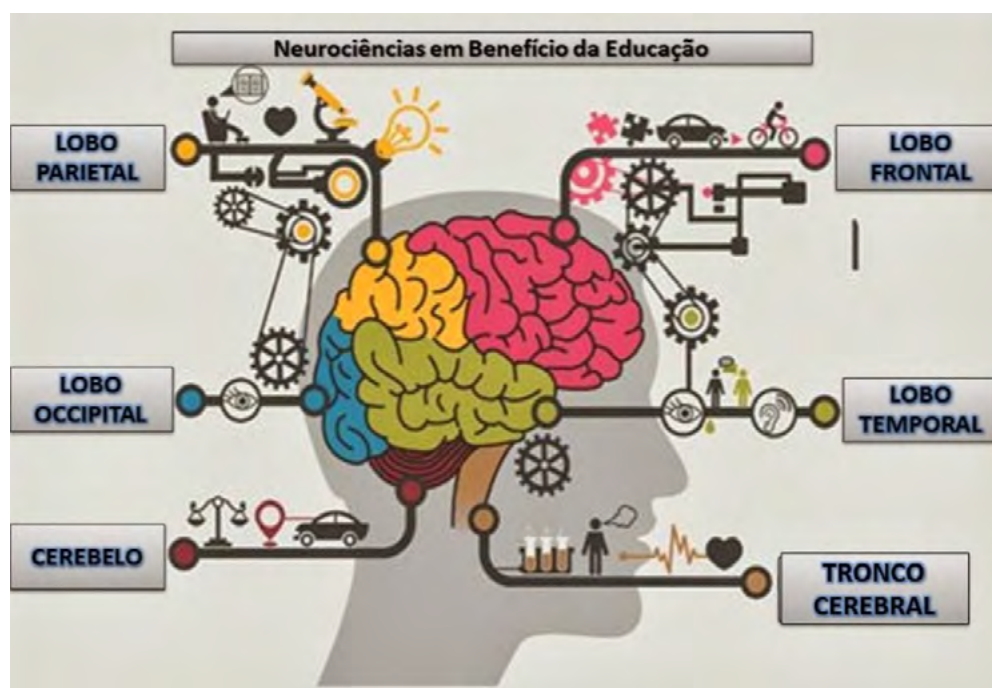 Neurociências em Benefício da Educação
LOBO
PARIETAL
LOBO
FRONTAL
LOBO
OCCIPITAL
LOBO
TEMPORAL
CEREBELO
TRONCO
CEREBRAL